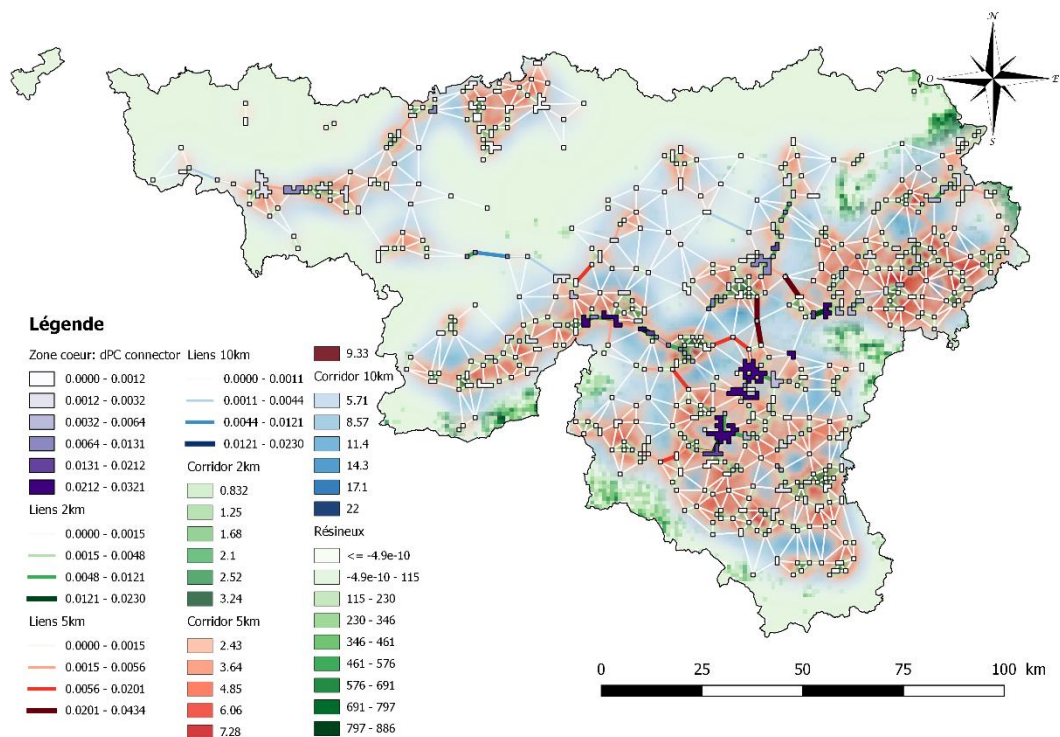 N
O
E
S
Légende
Zone coeur: dPC connector
0.0000 - 0.0012
0.0012 - 0.0032
0.0032 - 0.0064
0.0064 - 0.0131
0.0131 - 0.0212
0.0212 - 0.0321
Liens 2km
0.0000 - 0.0015
0.0015 - 0.0048
0.0048 - 0.0121
0.0121 - 0.0230
Liens 5km
0.0000 - 0.0015
0.0015 - 0.0056
0.0056 - 0.0201
0.0201 - 0.0434
Liens 10km
0.0000 - 0.0011
0.0011 - 0.0044
0.0044 - 0.0121
0.0121 - 0.0230
Corridor 2km
0.832
1.25
1.68
2.1
2.52
3.24
Corridor 5km
2.43
3.64
4.85
6.06
7.28
9.33
Corridor 10km
5.71
8.57
11.4
14.3
17.1
22
Résineux
<= -4.9e-10
-4.9e-10 - 115
115 - 230
230 - 346
346 - 461
461 - 576
576 - 691
691 - 797
797 - 886
0 25 50 75 100 km